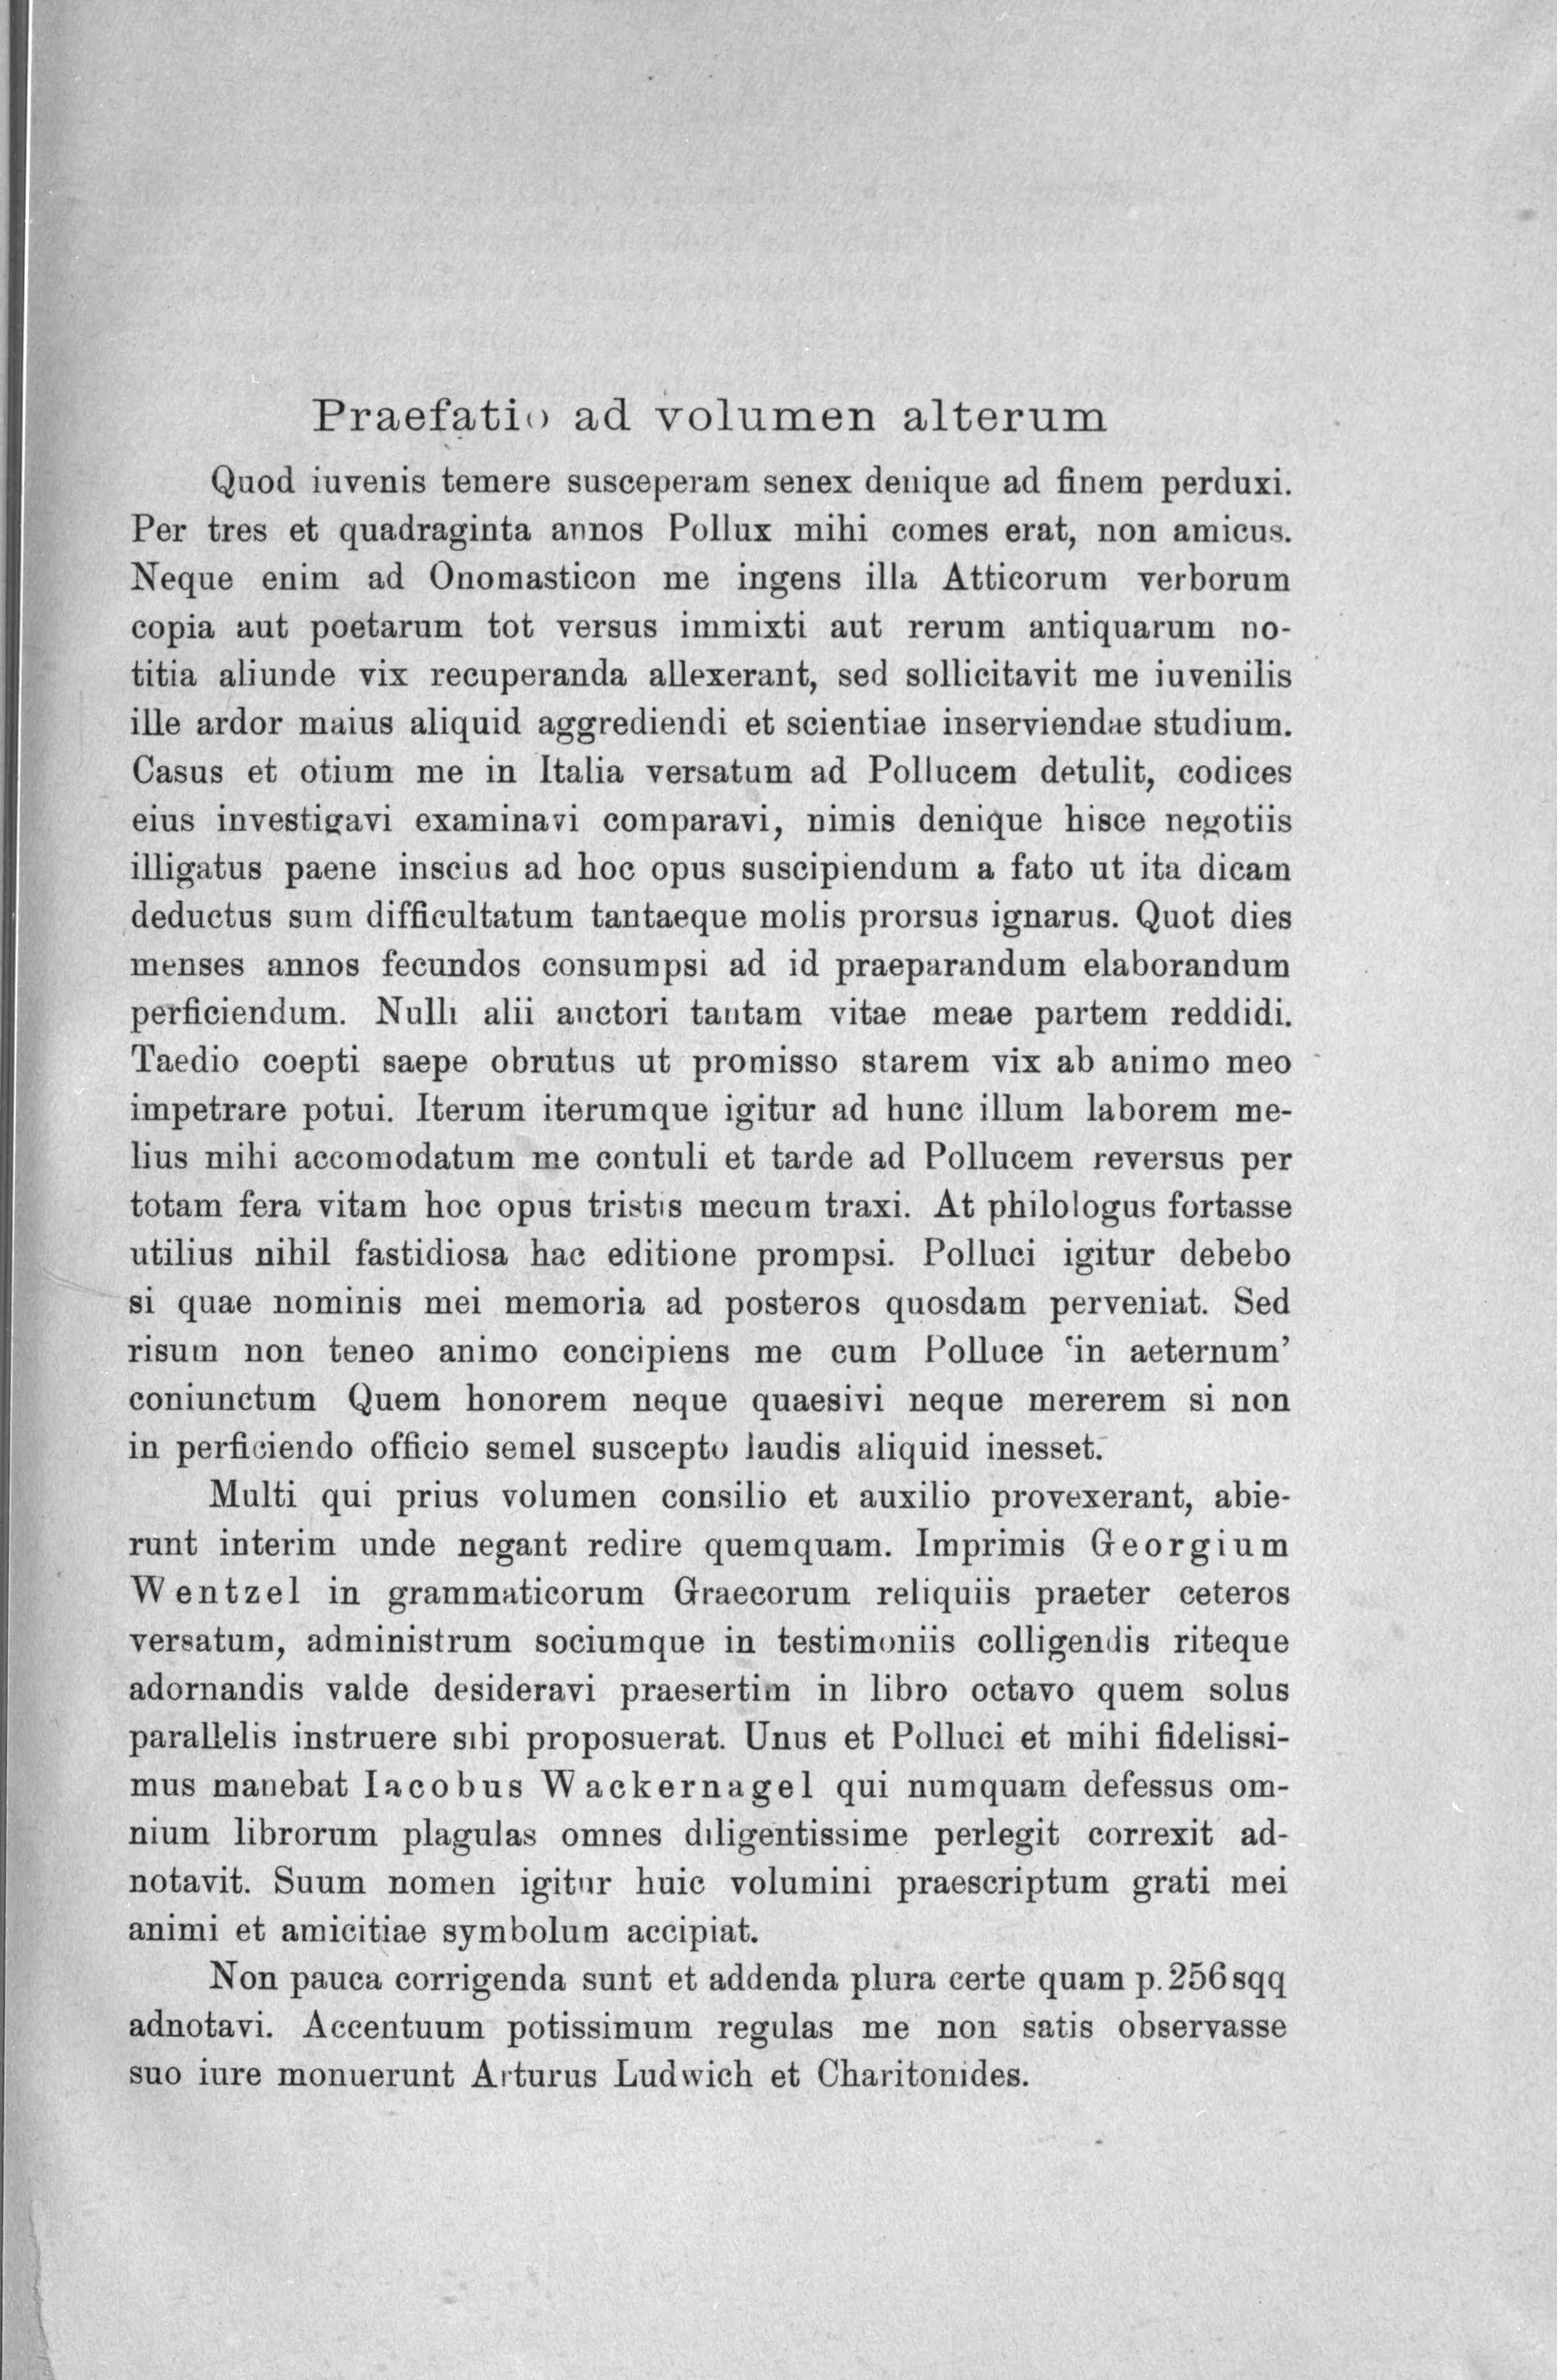 Praefatio ad volumen alterum
Quod iuvenis temere susceperam senex denique ad finem perduxi.
Per tres et quadraginta annos Pollux mihi comes erat, non amicus.
Neque enim ad Onomasticon me ingens illa Atticorum verborum
copia aut poetarum tot versus immixti aut rerum antiquarum no-
titia aliunde vix recuperanda allexerant, sed sollicitavit me iuvenilis
ille ardor maius aliquid aggrediendi et scientiae inserviendae studium.
Casus et otium me in Italia versatum ad Pollucem detulit, codices
eius investigavi examinavi comparavi, nimis denique hisce negotiis
illigatus paene inscius ad hoc opus suscipiendum a fato ut ita dicam
deductus sum difficultatum tantaeque molis prorsus ignarus. Quot dies
menses annos fecundos consumpsi ad id praeparandum elaborandum
perficiendum. Nulli alii auctori tantam vitae meae partem reddidi.
Taedio coepti saepe obrutus ut promisso starem vix ab animo meo
impetrare potui. Iterum iterumque igitur ad hunc illum laborem me-
lius mihi accomodatum me contuli et tarde ad Pollucem reversus per
totam fera vitam hoc opus tristis mecum traxi. At philologus fortasse
utilius nihil fastidiosa hac editione prompsi. Polluci igitur debebo
si quae nominis mei memoria ad posteros quosdam perveniat. Sed
risum non teneo animo concipiens me cum Polluce ‛in aeternum’
coniunctum Quem honorem neque quaesivi neque mererem si non
in perficiendo officio semel suscepto laudis aliquid inesset.
Multi qui prius volumen consilio et auxilio provexerant, abie-
runt interim unde negant redire quemquam. Imprimis Georgium
Wentzel in grammaticorum Graecorum reliquiis praeter ceteros
versatum, administrum sociumque in testimoniis colligendis riteque
adornandis valde desideravi praesertim in libro octavo quem solus
parallelis instruere sibi proposuerat. Unus et Polluci et mihi fidelissi-
mus manebat Iacobus Wackernagel qui numquam defessus om-
nium librorum plagulas omnes diligentissime perlegit correxit ad-
notavit. Suum nomen igitur huic volumini praescriptum grati mei
animi et amicitiae symbolum accipiat.
Non pauca corrigenda sunt et addenda plura certe quam p. 256 sqq
adnotavi. Accentuum potissimum regulas me non satis observasse
suo iure monuerunt Arturus Ludwich et Charitonides.